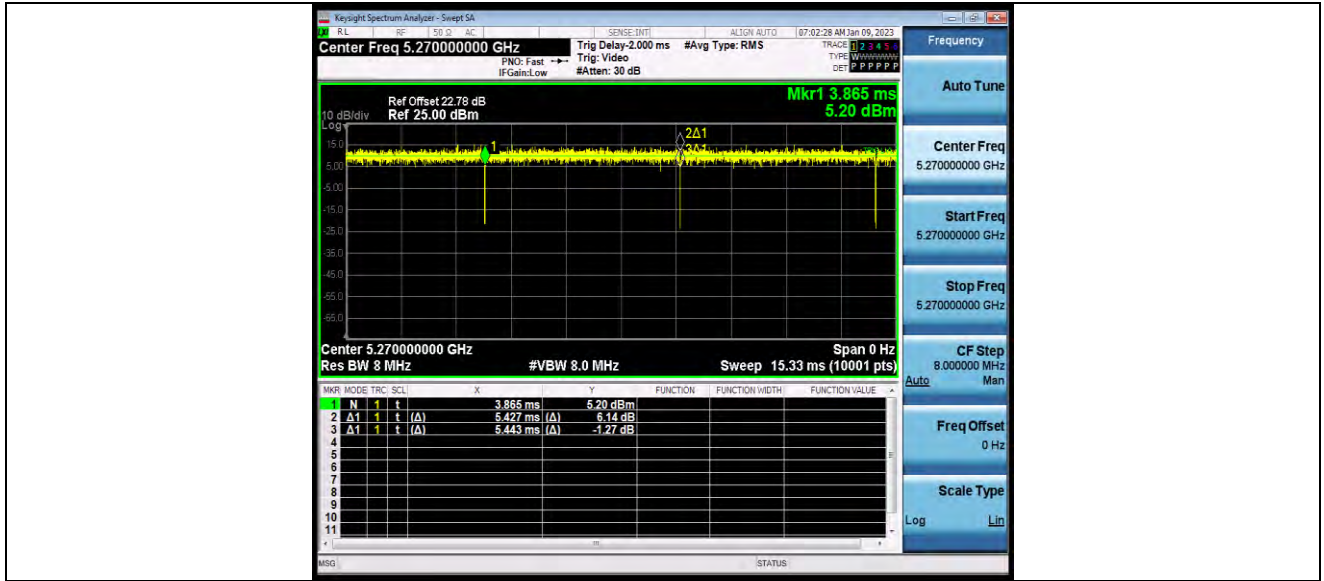 Keysight Spectrum Analyzer - Swept SA
RL RF 50 Ω AC SENSE:INT ALIGN AUTO 07:02:28 AM Jan 09, 2023
Center Freq 5.270000000 GHz Trig Delay-2.000 ms #Avg Type: RMS TRACE 1 2 3 4 5 6
PNO: Fast Trig: Video TYPE WWWWWW
IFGain:Low #Atten: 30 dB DET P P P P P P
Mkr1 3.865 ms
5.20 dBm
Ref Offset 22.78 dB
10 dB/div Ref 25.00 dBm
Log
15.0
5.00
-5.00
-15.0
-25.0
-35.0
-45.0
-55.0
-65.0
1
2Δ1
3Δ1
Center 5.270000000 GHz Span 0 Hz
Res BW 8 MHz #VBW 8.0 MHz Sweep 15.33 ms (10001 pts)
MKR MODE TRC SCL X Y FUNCTION FUNCTION WIDTH FUNCTION VALUE
1 N 1 t 3.865 ms 5.20 dBm
2 Δ1 1 t (Δ) 5.427 ms (Δ) 6.14 dB
3 Δ1 1 t (Δ) 5.443 ms (Δ) -1.27 dB
4
5
6
7
8
9
10
11
MSG STATUS
Frequency
Auto Tune
Center Freq
5.270000000 GHz
Start Freq
5.270000000 GHz
Stop Freq
5.270000000 GHz
CF Step
8.000000 MHz
Auto Man
Freq Offset
0 Hz
Scale Type
Log Lin